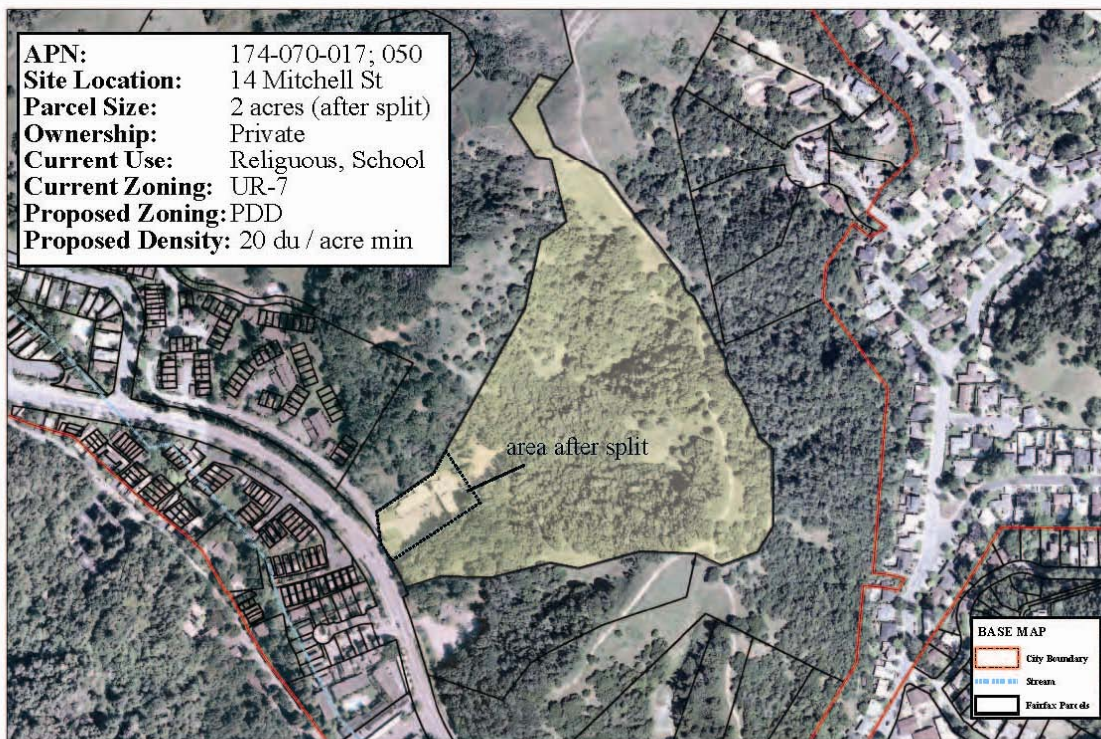 APN: 174-070-017; 050
Site Location: 14 Mitchell St
Parcel Size: 2 acres (after split)
Ownership: Private
Current Use: Religuous, School
Current Zoning: UR-7
Proposed Zoning: PDD
Proposed Density: 20 du / acre min
area after split
BASE MAP
City Boundary
Stream
Fairfax Parcels